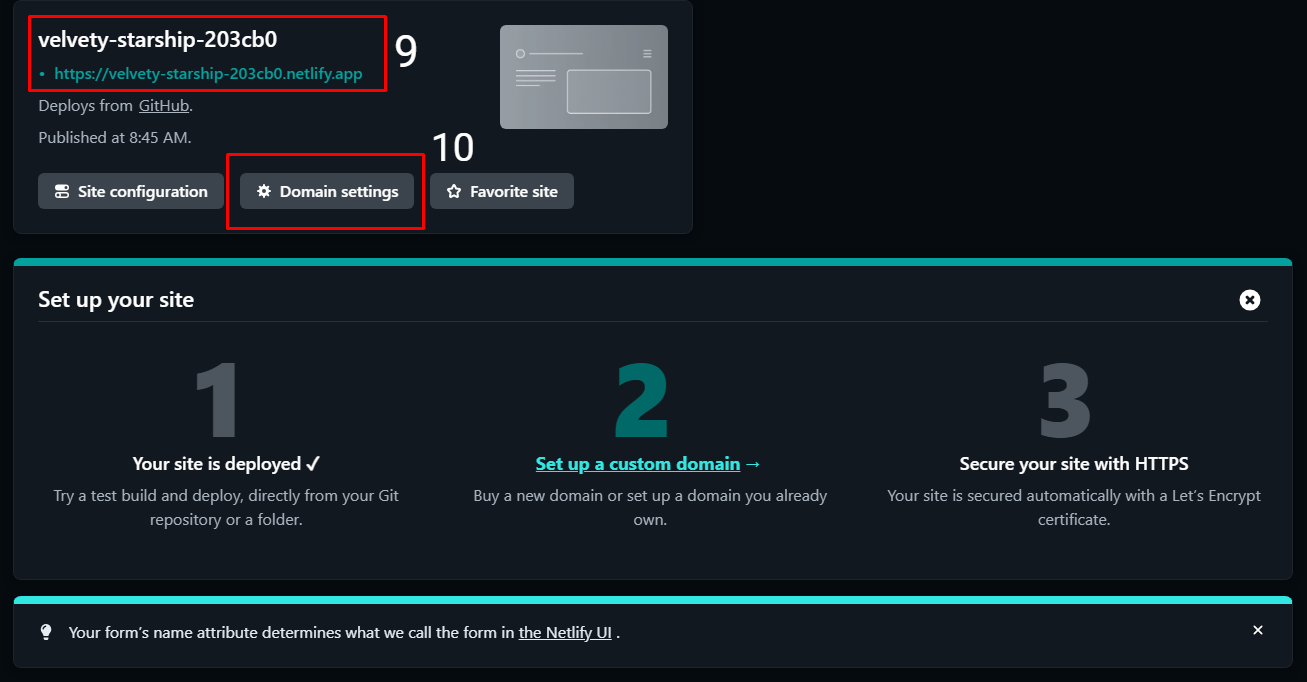 velvety-starship-203cb0
9
• https://velvety-starship-203cb0.netlify.app
Deploys from GitHub.
Published at 8:45 AM.
10
Site configuration
Domain settings
Favorite site
Set up your site
1
Your site is deployed ✓
Try a test build and deploy, directly from your Git
repository or a folder.
2
Set up a custom domain →
Buy a new domain or set up a domain you already
own.
3
Secure your site with HTTPS
Your site is secured automatically with a Let’s Encrypt
certificate.
Your form’s name attribute determines what we call the form in the Netlify UI .